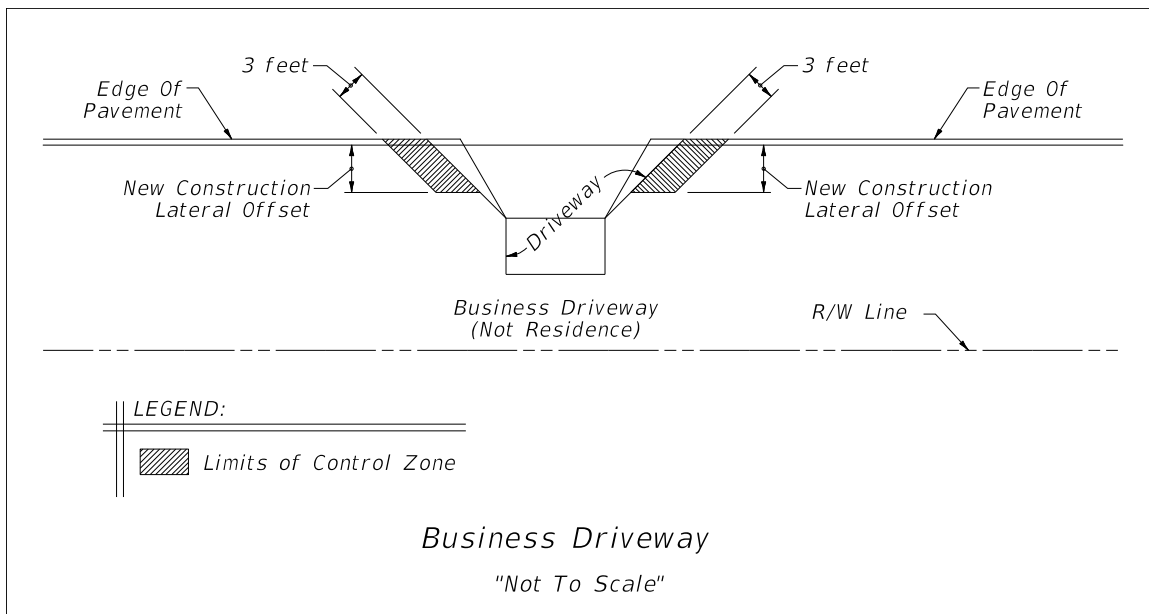 3 feet
3 feet
Edge Of
Pavement
Edge Of
Pavement
New Construction
Lateral Offset
Driveway
New Construction
Lateral Offset
Business Driveway
(Not Residence)
R/W Line
LEGEND:
Limits of Control Zone
Business Driveway
"Not To Scale"